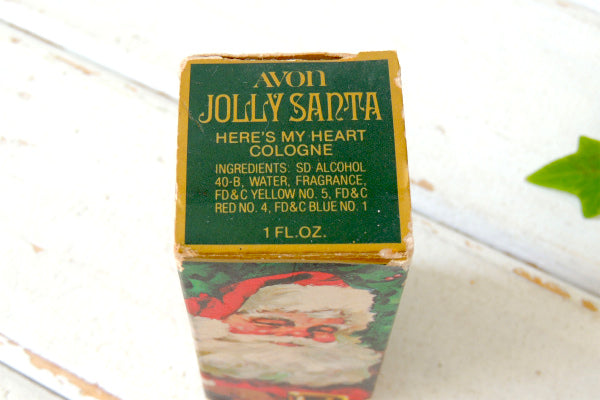 AVON
JOLLY SANTA
HERE'S MY HEART
COLOGNE
INGREDIENTS: SD ALCOHOL
40-B, WATER, FRAGRANCE,
FD&C YELLOW NO. 5, FD&C
RED NO. 4, FD&C BLUE NO. 1
1 FL. OZ.